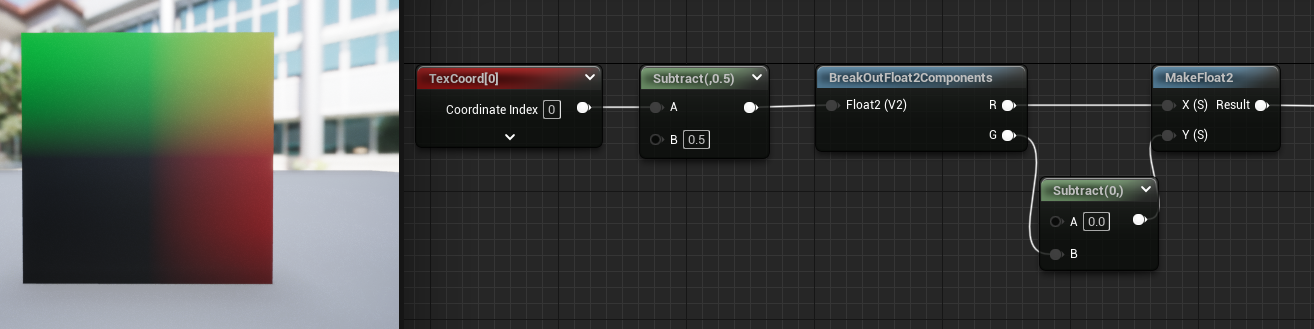 TexCoord[0]
Coordinate Index 0
Subtract(,0.5)
A
B 0.5
BreakOutFloat2Components
Float2 (V2) R
G
MakeFloat2
X (S) Result
Y (S)
Subtract(0,)
A 0.0
B